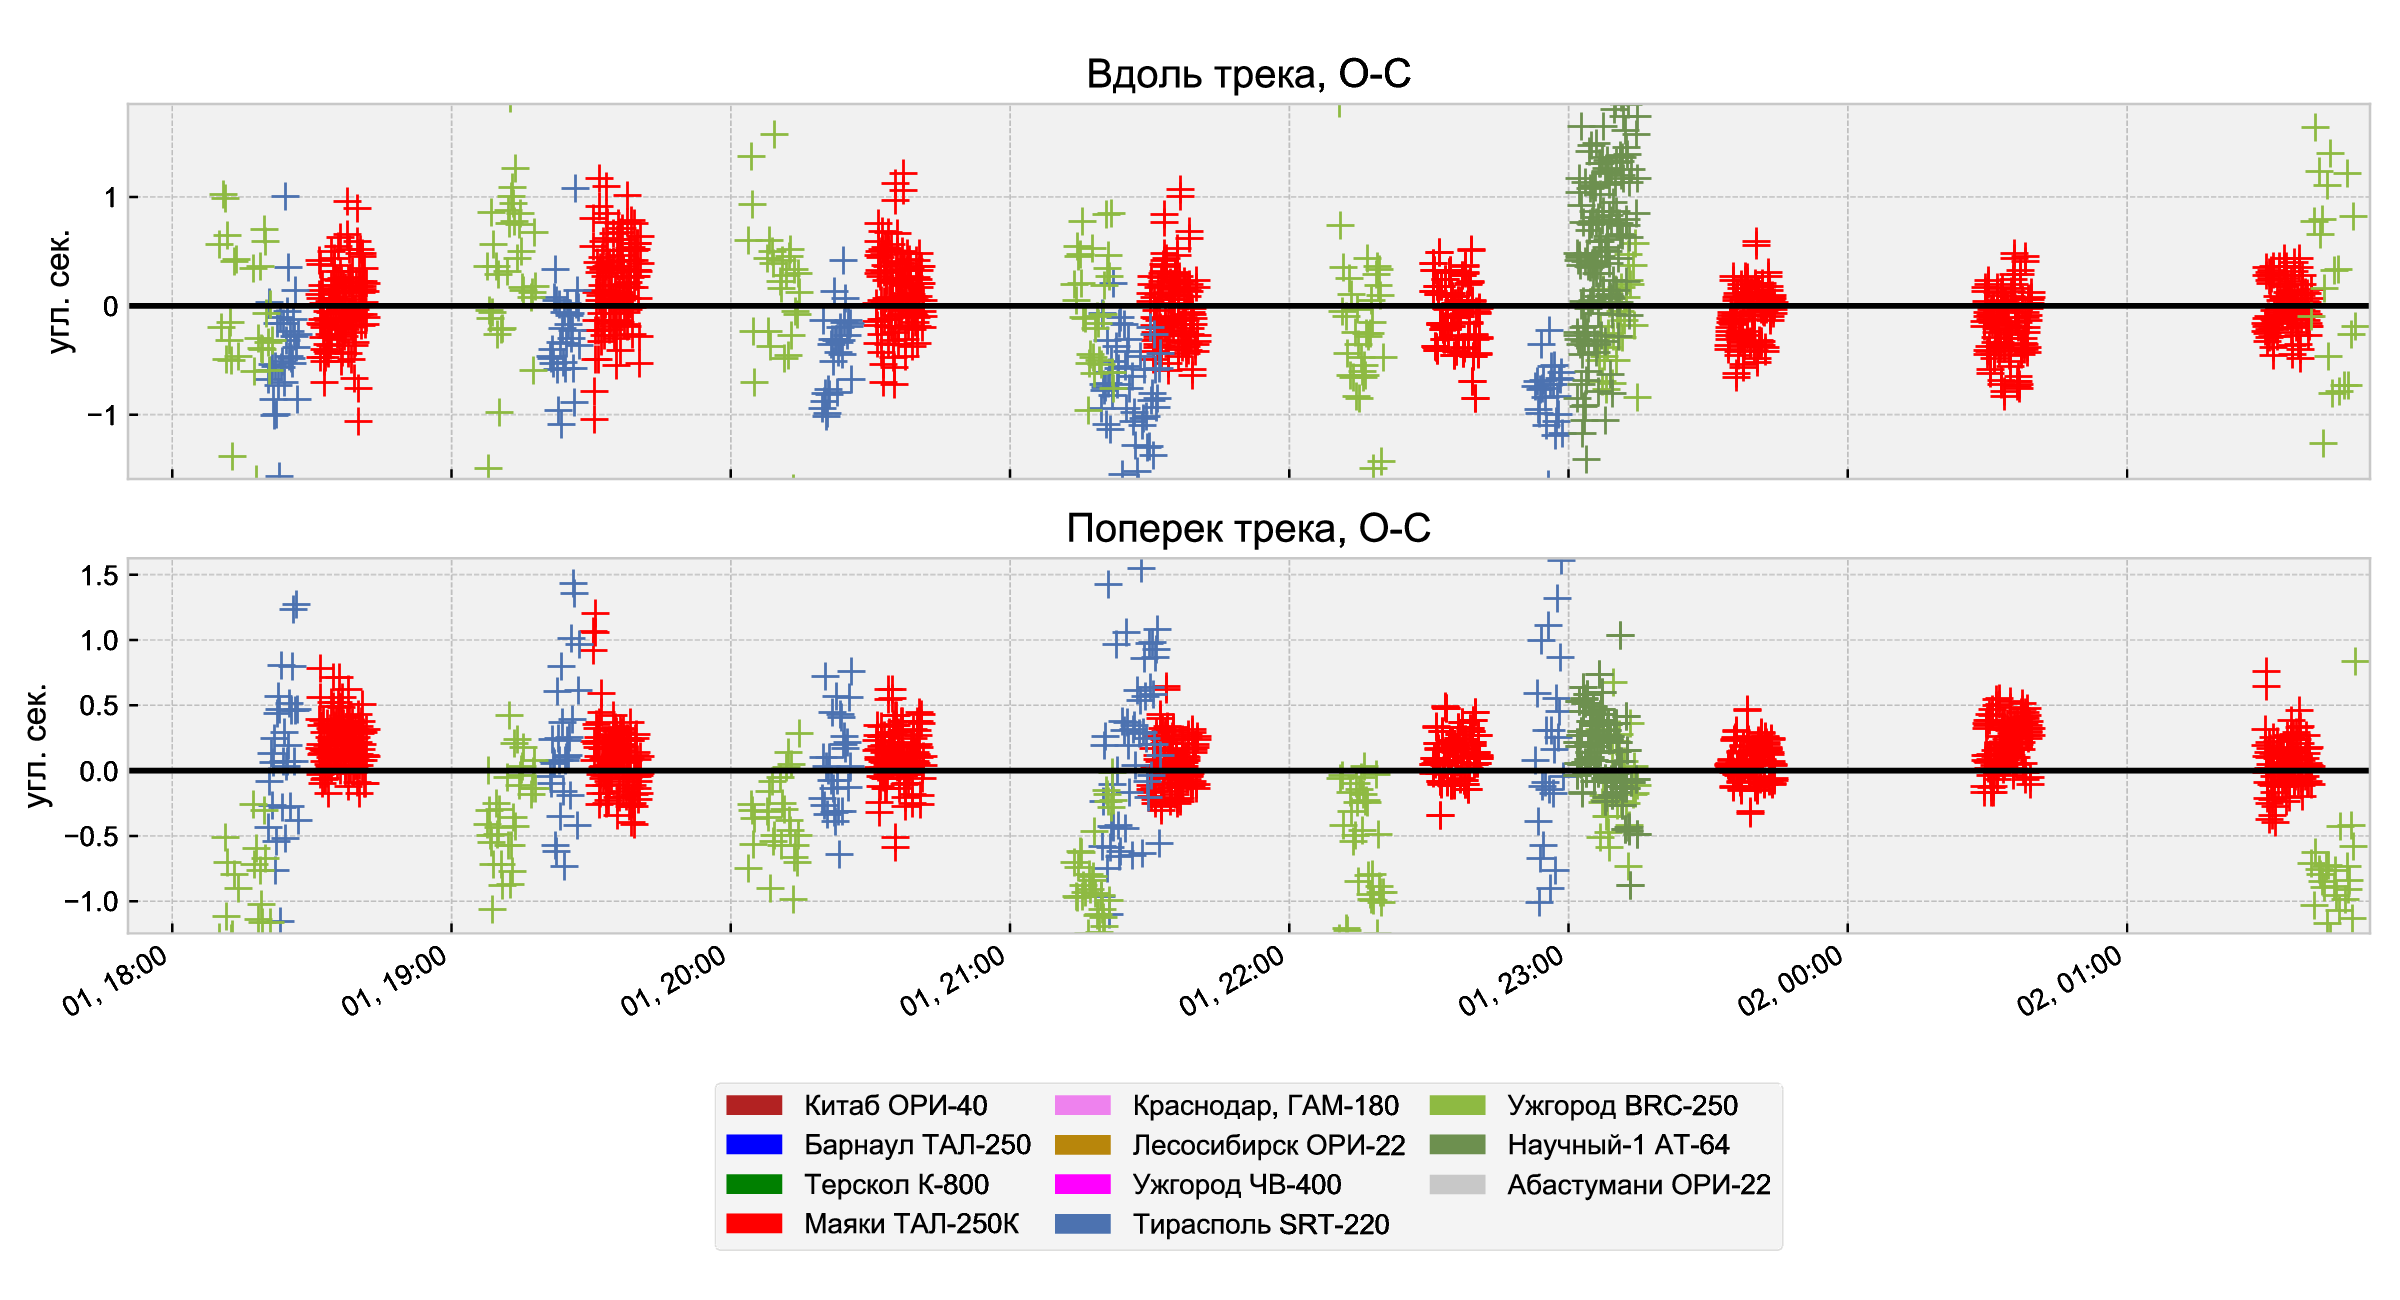 Вдоль трека, О-С
угл. сек.
1
0
−1
Поперек трека, О-С
угл. сек.
1.5
1.0
0.5
0.0
−0.5
−1.0
01, 18:00
01, 19:00
01, 20:00
01, 21:00
01, 22:00
01, 23:00
02, 00:00
02, 01:00
Китаб ОРИ-40
Барнаул ТАЛ-250
Терскол К-800
Маяки ТАЛ-250К
Краснодар, ГАМ-180
Лесосибирск ОРИ-22
Ужгород ЧВ-400
Тирасполь SRT-220
Ужгород BRC-250
Научный-1 АТ-64
Абастумани ОРИ-22